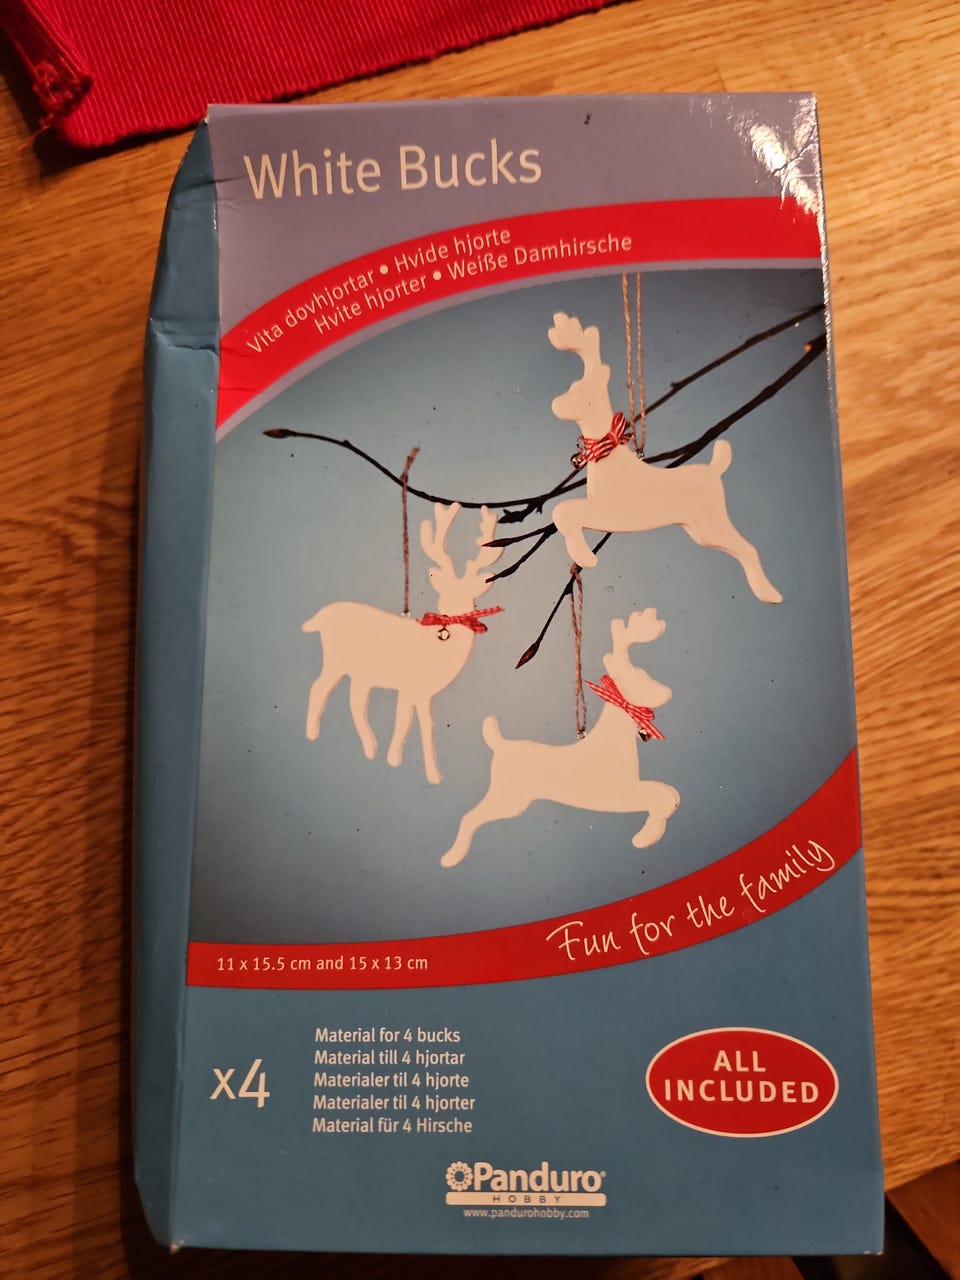 White Bucks
Vita dovhjortar • Hvide hjorte
Hvite hjorter • Weiße Damhirsche
Fun for the family
11 x 15.5 cm and 15 x 13 cm
x4
Material for 4 bucks
Material till 4 hjortar
Materialer til 4 hjorte
Materialer til 4 hjorter
Material für 4 Hirsche
ALL
INCLUDED
Panduro®
HOBBY
www.pandurohobby.com